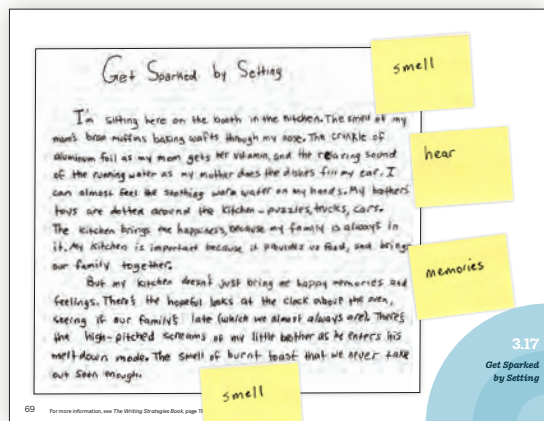 Get Sparked by Setting
smell
I'm sitting here on the booth in the kitchen. The smell of my
mom's bran muffins baking wafts through my nose. The crinkle of
aluminum foil as my mom gets her vitamin, and the relaxing sound
of the running water as my mother does the dishes fill my ear. I
can almost feel the soothing warm water on my hands. My bothers
toys are dotten around the kitchen - puzzles, trucks, cars.
The kitchen brings me happiness, because my family is always in
it. My kitchen is important because it provides us food, and brings
our family together.
hear
But my kitchen doesn't just bring me happy memories and
feelings. There's the hopeful looks at the clock above the oven,
seeing if our family's late (which we almost always are). There's
the high-pitched screams of my little bother as he enters his
meltdown mode. The smell of burnt toast that we never take
out soon enough.
memories
smell
3.17
Get Sparked
by Setting
69
For more information, see The Writing Strategies Book, page